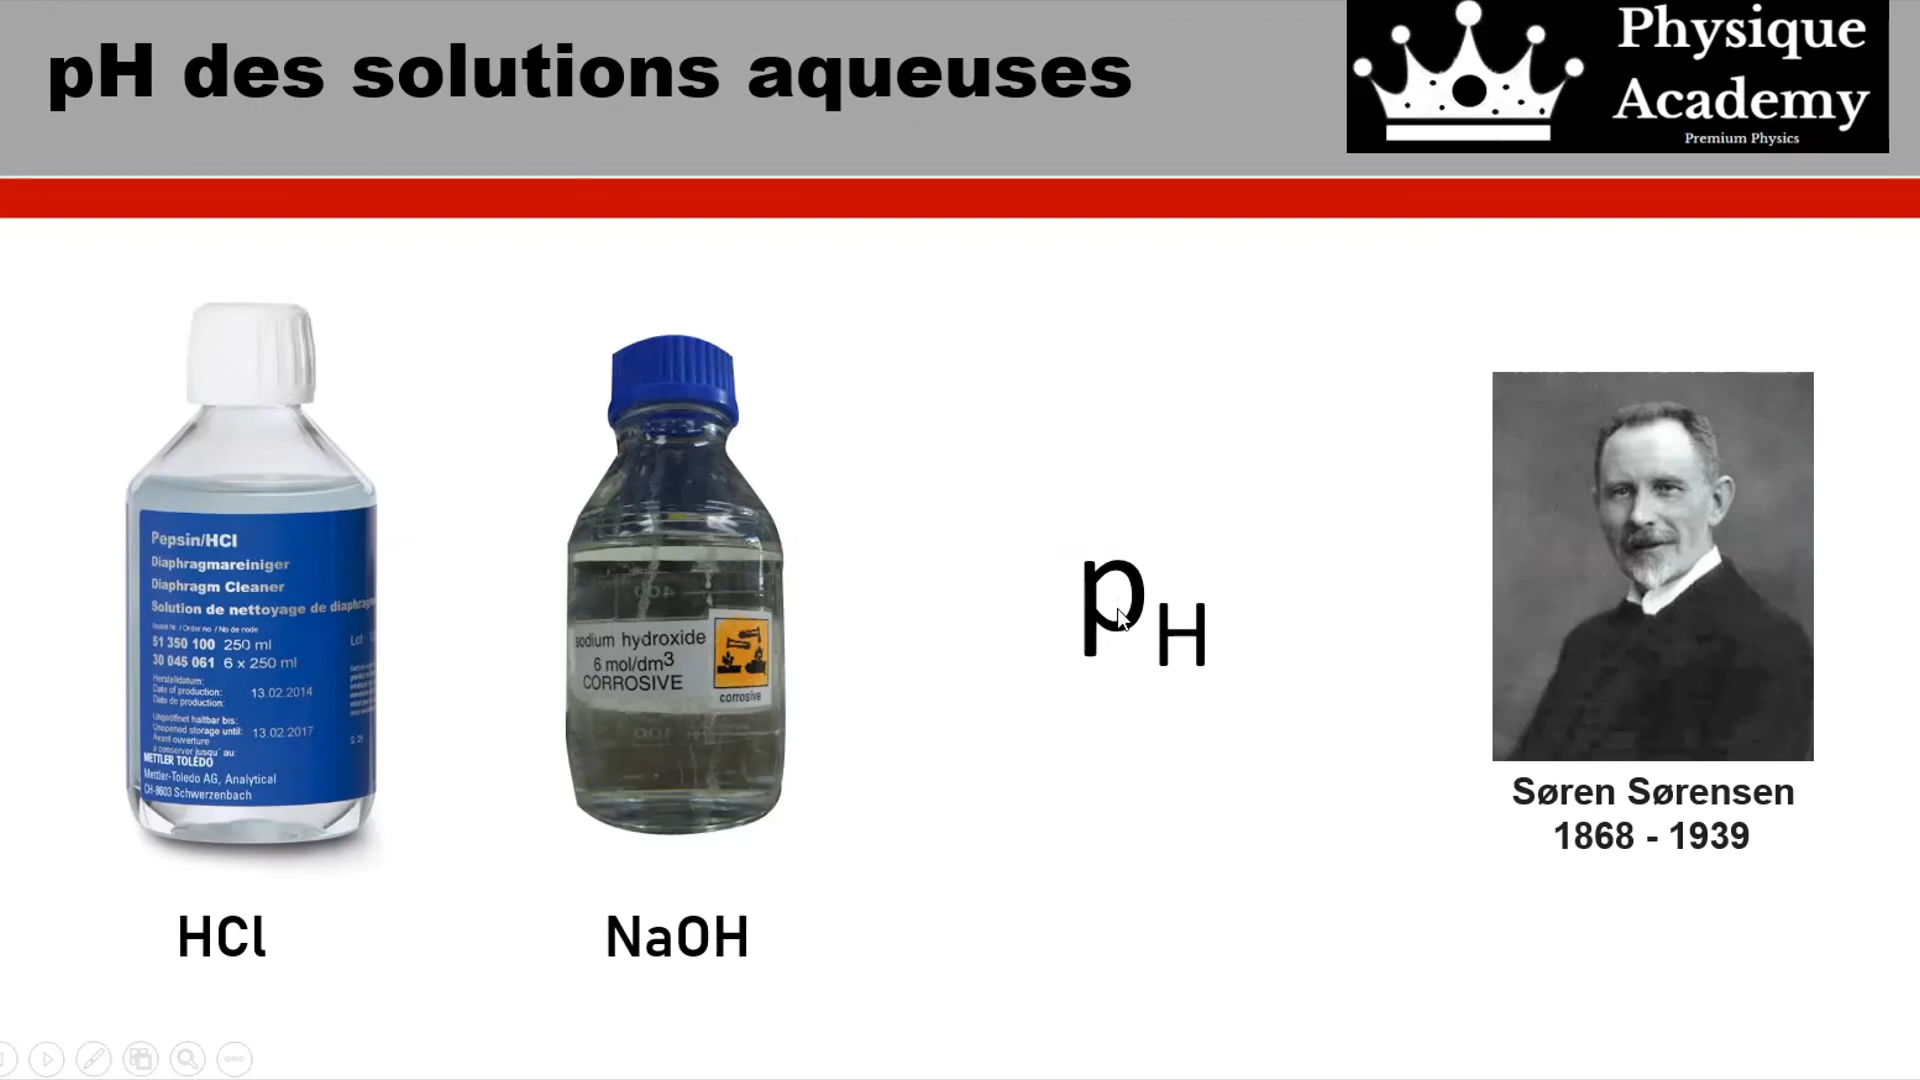 pH des solutions aqueuses
Physique
Academy
Premium Physics
Pepsin/HCl
Diaphragmareiniger
Diaphragm Cleaner
Solution de nettoyage de
51 350 100 250 ml
30 045 061 6 x 250 ml
Herstelldatum:
Date of production: 13.02.2014
Date de production:
Ungeöffnet haltbar bis:
Unopened storage until: 13.02.2017
Avant ouverture
à conserver jusqu' au:
METTLER TOLEDO
Mettler-Toledo AG, Analytical
CH-8603 Schwerzenbach
sodium hydroxide
6 mol/dm3
CORROSIVE
corrosive
pH
Søren Sørensen
1868 - 1939
HCl
NaOH